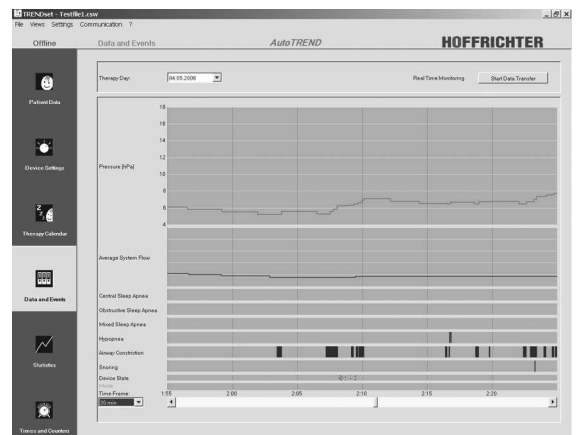 TRENDset - Testfile1.csw
File Views Settings Communication ?
Offline
Data and Events
AutoTREND
HOFFRICHTER
Therapy Day:
04.05.2006
Real Time Monitoring
Start Data Transfer
Patient Data
Device Settings
Therapy Calendar
Data and Events
Statistics
Times and Counters
Pressure [hPa]
18
16
14
12
10
8
6
4
Average System Flow
Central Sleep Apnea
Obstructive Sleep Apnea
Mixed Sleep Apnea
Hypopnea
Airway Constriction
Snoring
Device State
Mode
Time Frame:
1:55 2:00 2:05 2:10 2:15 2:20
30 min